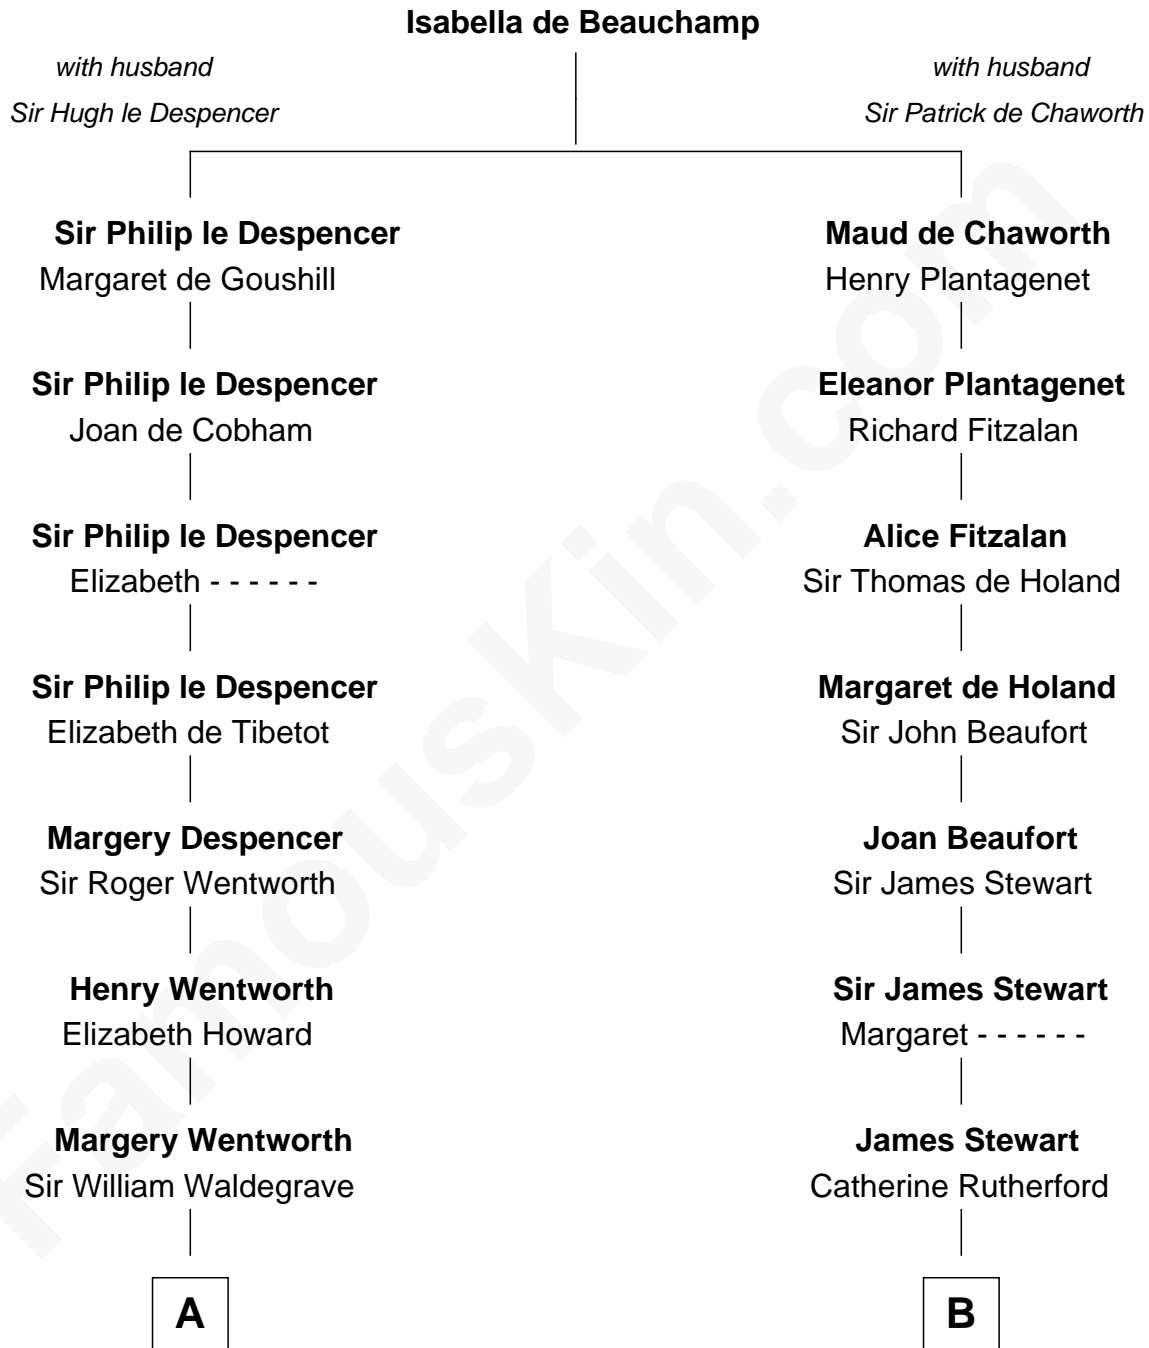 Isabella de Beauchamp
with husband
Sir Hugh le Despencer
with husband
Sir Patrick de Chaworth
Sir Philip le Despencer
Margaret de Goushill
Maud de Chaworth
Henry Plantagenet
Sir Philip le Despencer
Joan de Cobham
Eleanor Plantagenet
Richard Fitzalan
Sir Philip le Despencer
Elizabeth - - - - - -
Alice Fitzalan
Sir Thomas de Holand
Sir Philip le Despencer
Elizabeth de Tibetot
Margaret de Holand
Sir John Beaufort
Margery Despencer
Sir Roger Wentworth
Joan Beaufort
Sir James Stewart
Henry Wentworth
Elizabeth Howard
Sir James Stewart
Margaret - - - - - -
Margery Wentworth
Sir William Waldegrave
James Stewart
Catherine Rutherford
A
B
FamousKin.com